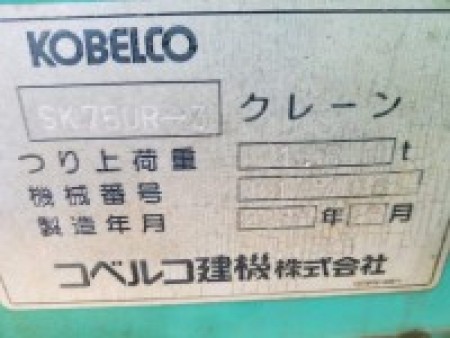 KOBELCO
SK75UR-3 クレーン
つり上荷重 t
機械番号
製造年月 年 月
コベルコ建機株式会社